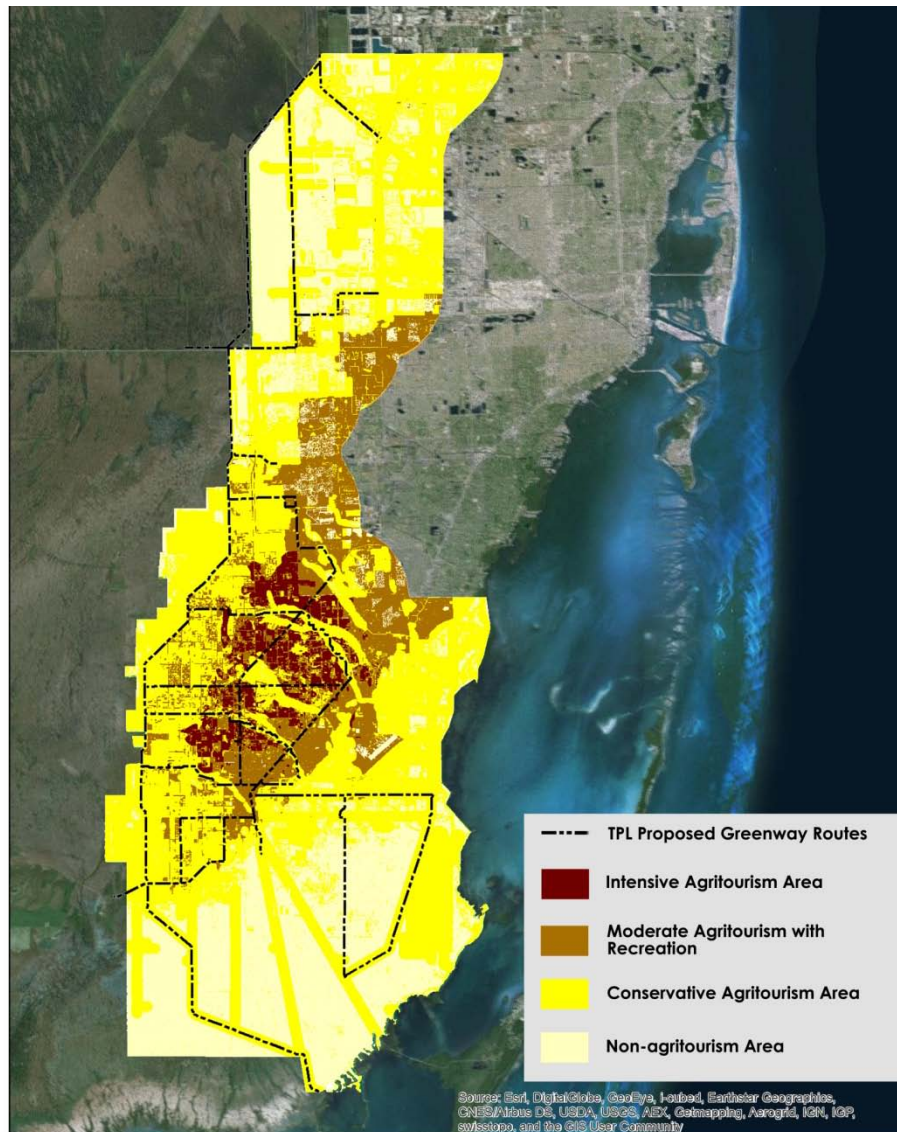 TPL Proposed Greenway Routes
Intensive Agritourism Area
Moderate Agritourism with
Recreation
Conservative Agritourism Area
Non-agritourism Area
Source: Esri, DigitalGlobe, GeoEye, i-cubed, Earthstar Geographics,
CNES/Airbus DS, USDA, USGS, AEX, Getmapping, Aerogrid, IGN, IGP,
swisstopo, and the GIS User Community